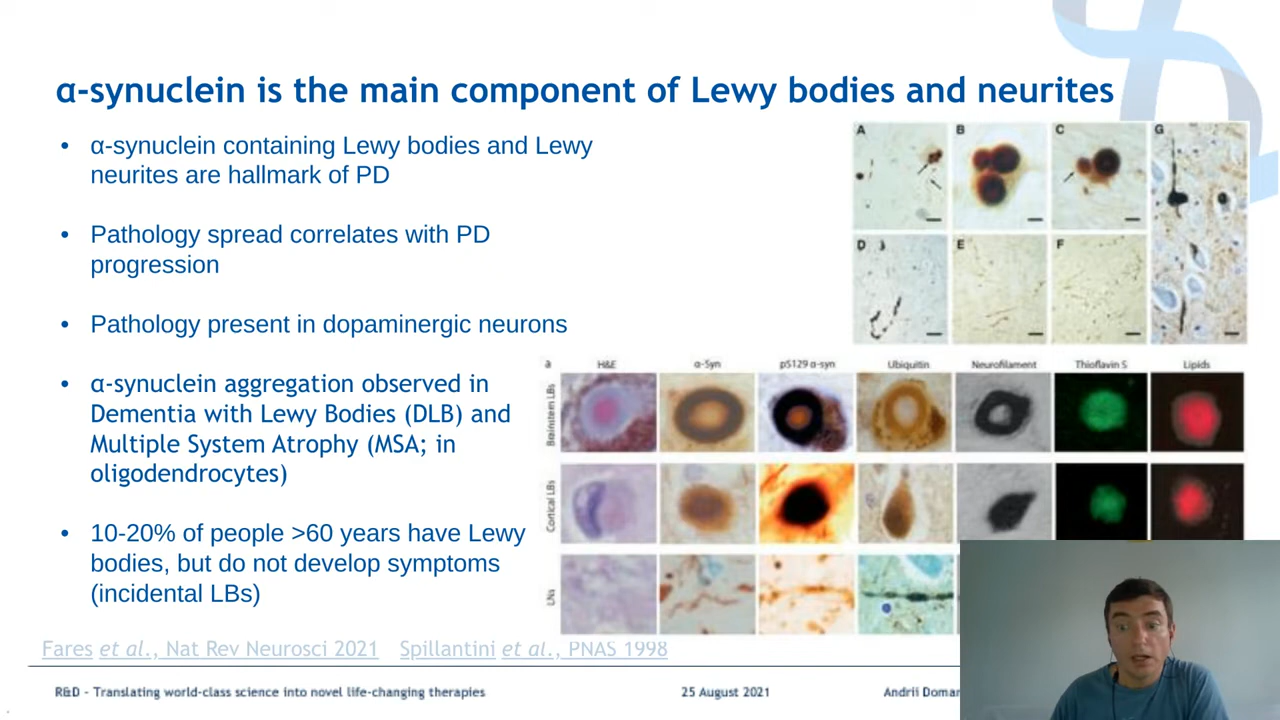 α-synuclein is the main component of Lewy bodies and neurites
• α-synuclein containing Lewy bodies and Lewy
neurites are hallmark of PD
• Pathology spread correlates with PD
progression
• Pathology present in dopaminergic neurons
• α-synuclein aggregation observed in
Dementia with Lewy Bodies (DLB) and
Multiple System Atrophy (MSA; in
oligodendrocytes)
• 10-20% of people >60 years have Lewy
bodies, but do not develop symptoms
(incidental LBs)
A B C G
D E F
a H&E α-Syn pS129 α-syn Ubiquitin Neurofilament Thioflavin S Lipids
Brainstem LBs
Cortical LBs
LNs
Fares et al., Nat Rev Neurosci 2021 Spillantini et al., PNAS 1998
R&D - Translating world-class science into novel life-changing therapies 25 August 2021 Andrii